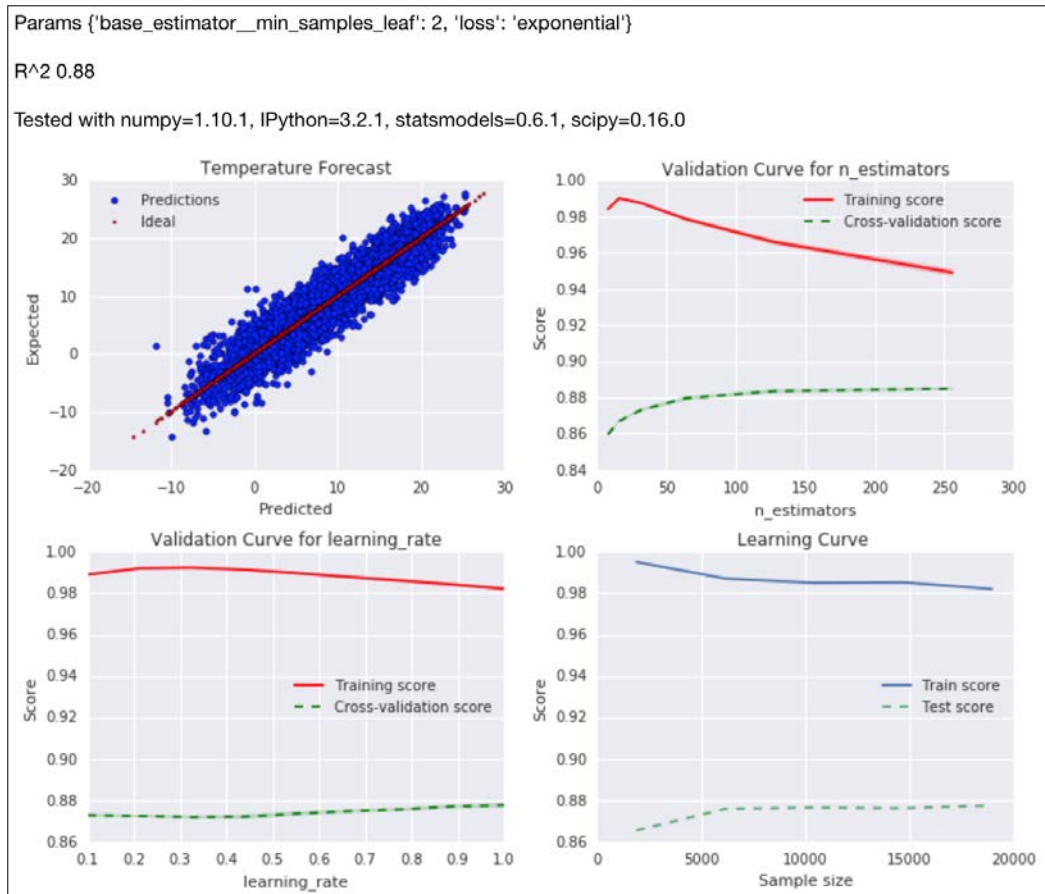 Params {'base_estimator__min_samples_leaf': 2, 'loss': 'exponential'}
R^2 0.88
Tested with numpy=1.10.1, IPython=3.2.1, statsmodels=0.6.1, scipy=0.16.0
Temperature Forecast
30
20
10
0
−10
−20
Expected
Predictions
Ideal
−20
−10
0
10
20
30
Predicted
Validation Curve for n_estimators
1.00
0.98
0.96
0.94
0.92
0.90
0.88
0.86
0.84
Score
Training score
Cross-validation score
0
50
100
150
200
250
300
n_estimators
Validation Curve for learning_rate
1.00
0.98
0.96
0.94
0.92
0.90
0.88
0.86
Score
Training score
Cross-validation score
0.1
0.2
0.3
0.4
0.5
0.6
0.7
0.8
0.9
1.0
learning_rate
Learning Curve
1.00
0.98
0.96
0.94
0.92
0.90
0.88
0.86
Score
Train score
Test score
0
5000
10000
15000
20000
Sample size